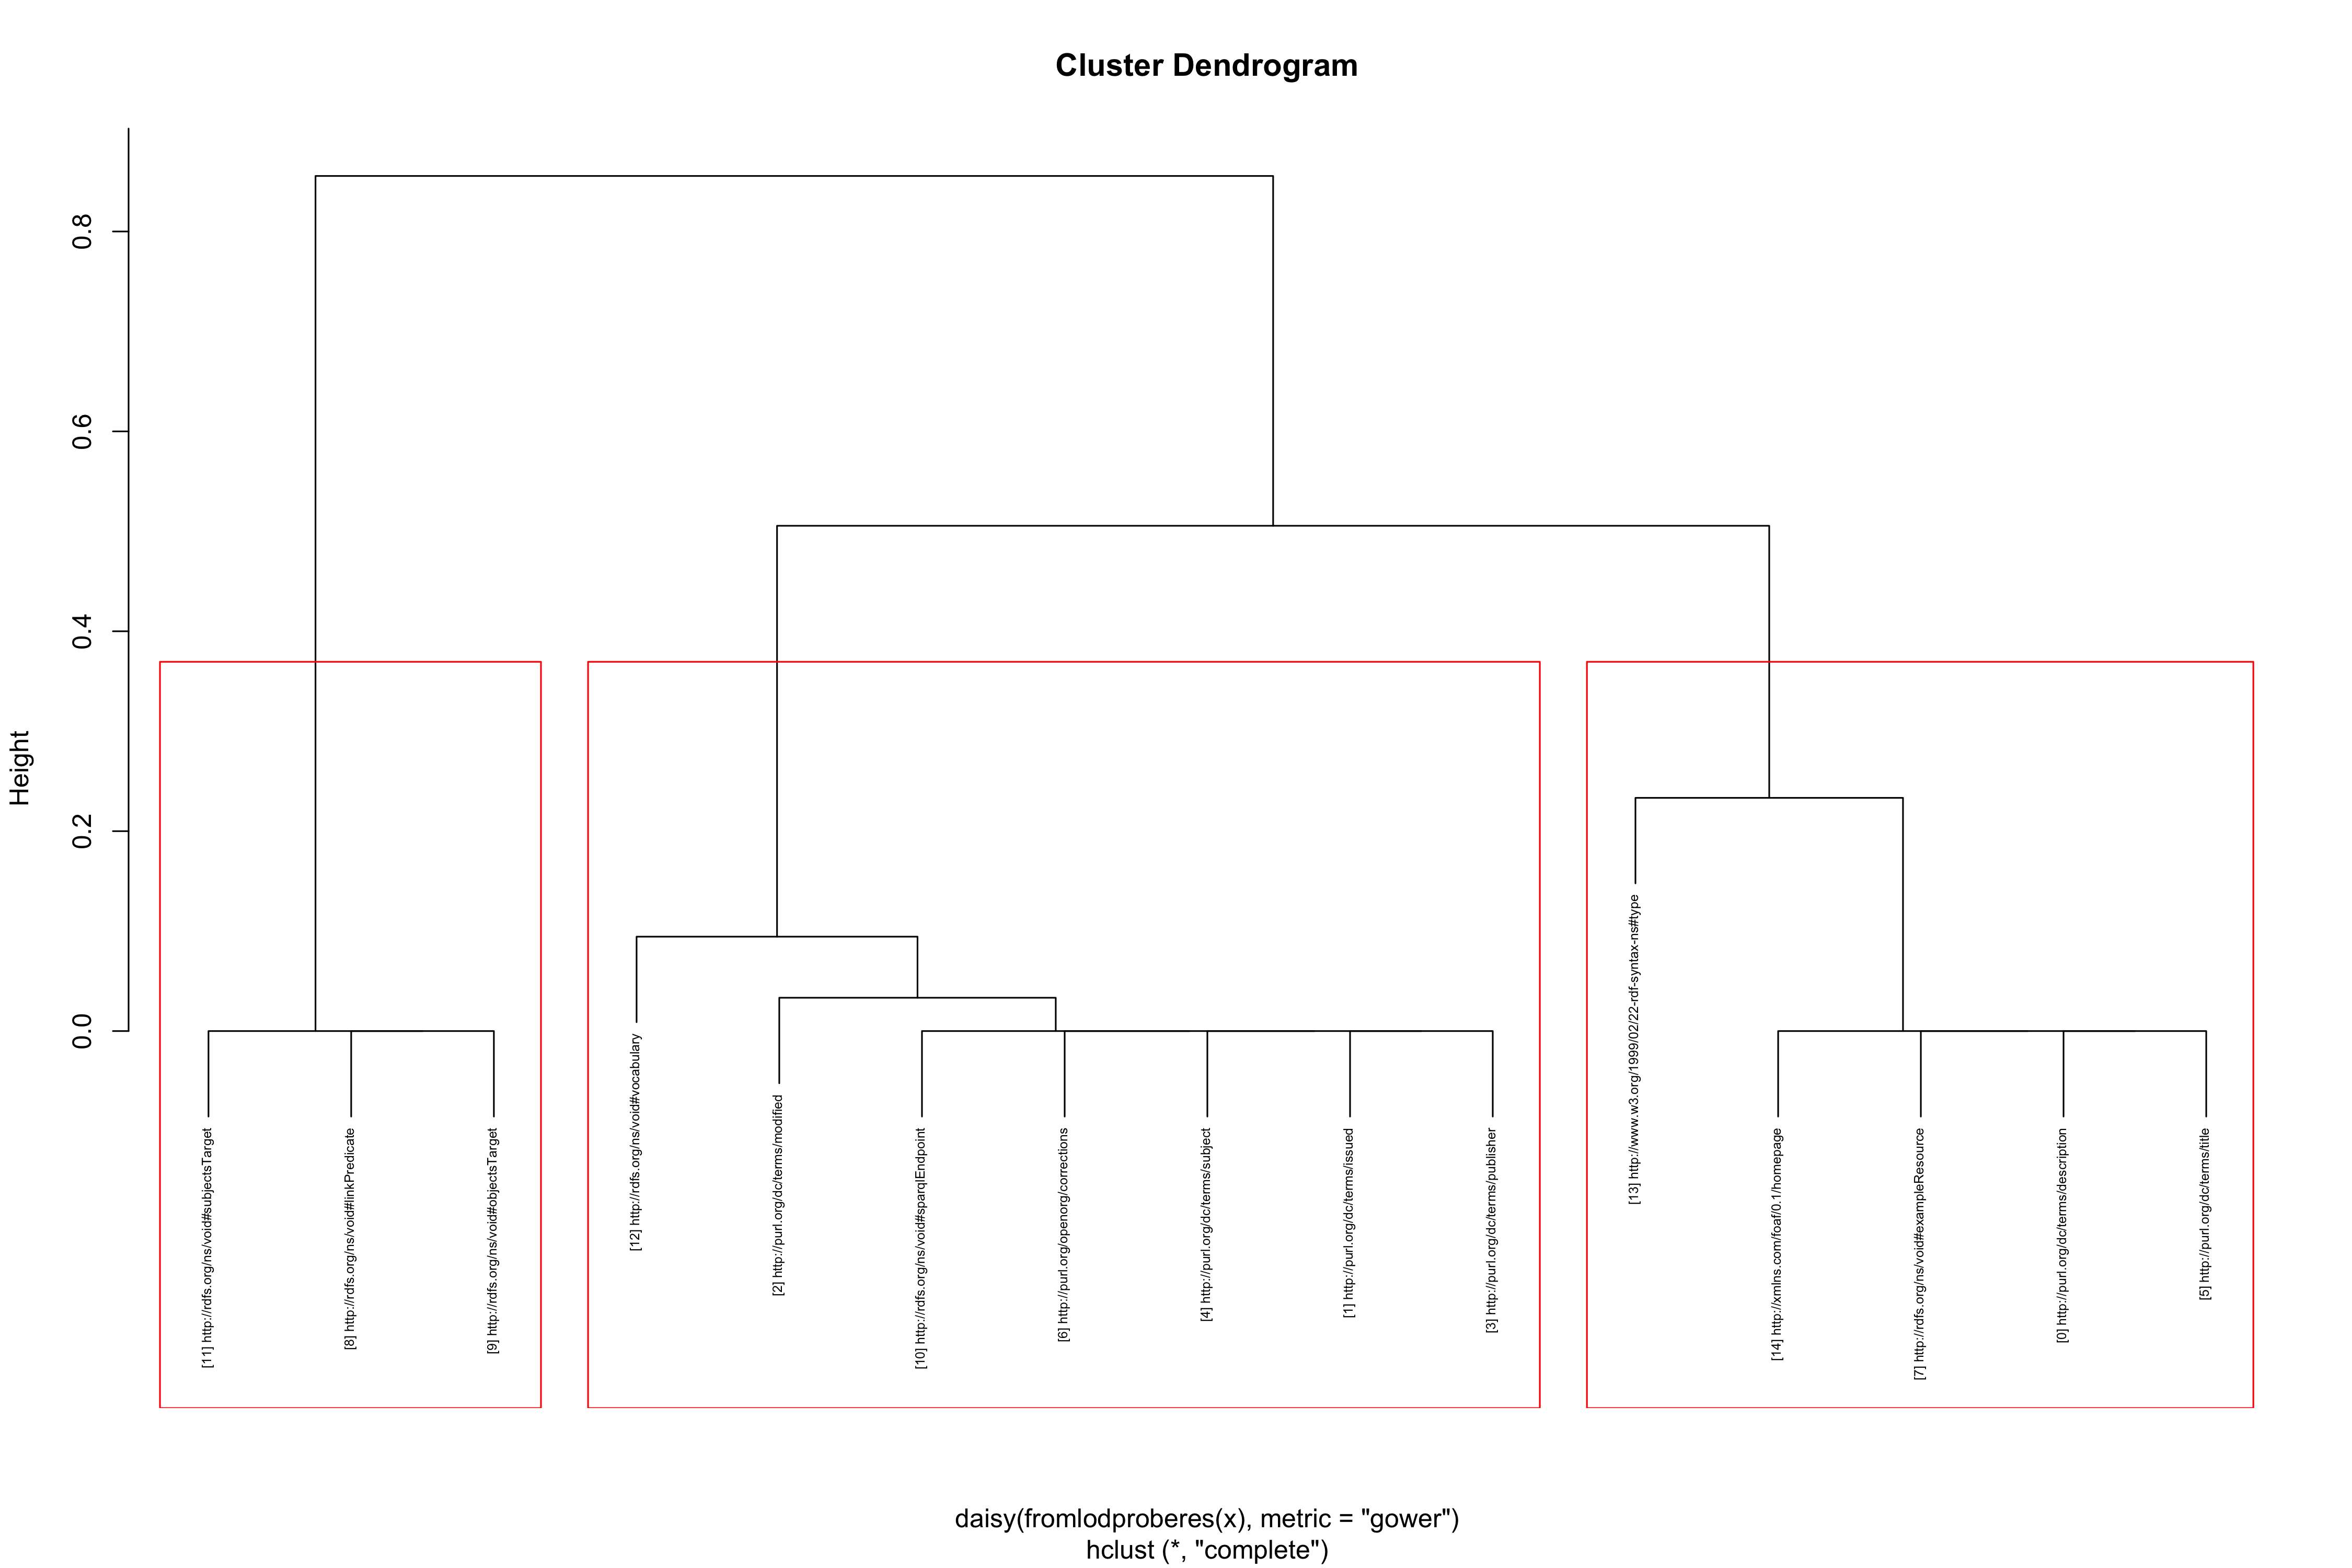 Cluster Dendrogram
Height
0.8
0.6
0.4
0.2
0.0
[11] http://rdfs.org/ns/void#subjectsTarget
[8] http://rdfs.org/ns/void#linkPredicate
[9] http://rdfs.org/ns/void#objectsTarget
[12] http://rdfs.org/ns/void#vocabulary
[2] http://purl.org/dc/terms/modified
[10] http://rdfs.org/ns/void#sparqlEndpoint
[6] http://purl.org/openorg/corrections
[4] http://purl.org/dc/terms/subject
[1] http://purl.org/dc/terms/issued
[3] http://purl.org/dc/terms/publisher
[13] http://www.w3.org/1999/02/22-rdf-syntax-ns#type
[14] http://xmlns.com/foaf/0.1/homepage
[7] http://rdfs.org/ns/void#exampleResource
[0] http://purl.org/dc/terms/description
[5] http://purl.org/dc/terms/title
daisy(fromlodproberes(x), metric = "gower")
hclust (*, "complete")